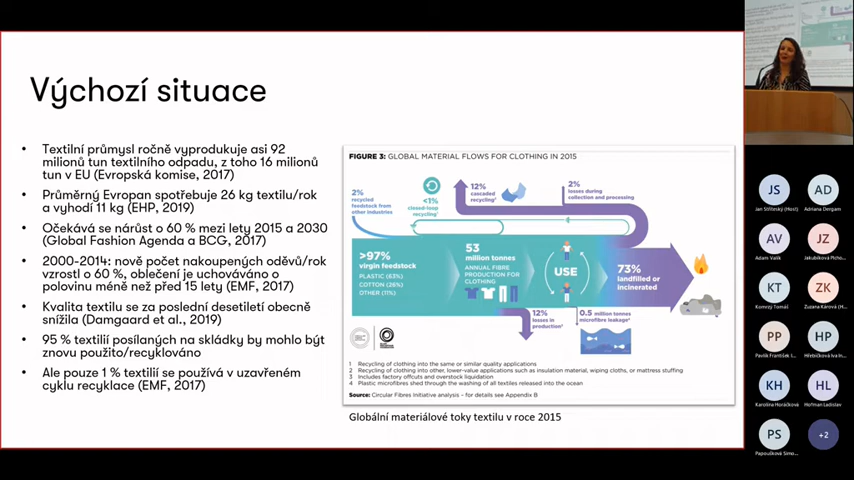 Výchozí situace
• Textilní průmysl ročně vyprodukuje asi 92
milionů tun textilního odpadu, z toho 16 milionů
tun v EU (Evropská komise, 2017)
• Průměrný Evropan spotřebuje 26 kg textilu/rok
a vyhodí 11 kg (EHP, 2019)
• Očekává se nárůst o 60 % mezi lety 2015 a 2030
(Global Fashion Agenda a BCG, 2017)
• 2000-2014: nově počet nakoupených oděvů/rok
vzrostl o 60 %, oblečení je uchováváno o
polovinu méně než před 15 lety (EMF, 2017)
• Kvalita textilu se za poslední desetiletí obecně
snížila (Damgaard et al., 2019)
• 95 % textilií posílaných na skládky by mohlo být
znovu použito/recyklováno
• Ale pouze 1 % textilií se používá v uzavřeném
cyklu recyklace (EMF, 2017)
FIGURE 3: GLOBAL MATERIAL FLOWS FOR CLOTHING IN 2015
2%
recycled
feedstock from
other industries
<1%
closed-loop
recycling¹
12%
cascaded
recycling²
2%
losses during
collection and processing
>97%
virgin feedstock
PLASTIC (63%)
COTTON (26%)
OTHER (11%)
53
million tonnes
ANNUAL FIBRE
PRODUCTION FOR
CLOTHING
USE
73%
landfilled or
incinerated
12%
losses in
production³
0.5 million tonnes
microfibre leakage⁴
1 Recycling of clothing into the same or similar quality applications
2 Recycling of clothing into other, lower-value applications such as insulation material, wiping cloths, or mattress stuffing
3 Includes factory offcuts and overstock liquidation
4 Plastic microfibres shed through the washing of all textiles released into the ocean
Source: Circular Fibres Initiative analysis – for details see Appendix B
Globální materiálové toky textilu v roce 2015
JS
Jan Stříteský (Host)
AD
Adriana Dergam
AV
Adam Valík
JZ
Jakubíková Pich...
KT
Komrzý Tomáš
ZK
Zuzana Kárová (H...
PP
Pavlík František I...
HP
Hřebíčková Iva In...
KH
Karolína Horáčková
HL
Hofman Ladislav
PS
Papoušková Simo...
+2